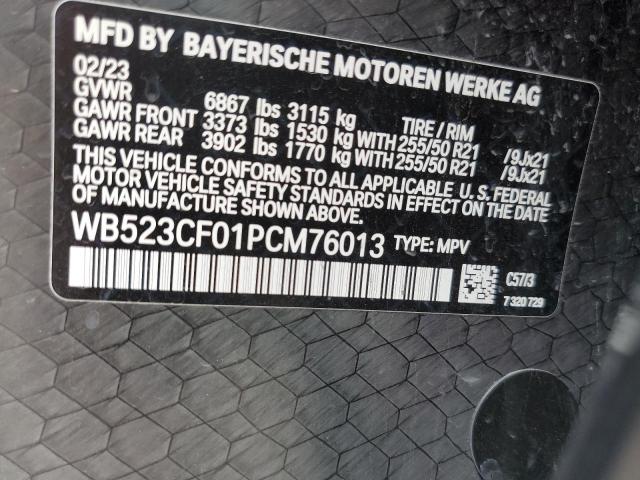 MFD BY BAYERISCHE MOTOREN WERKE AG
02/23
GVWR 6867 lbs 3115 kg TIRE / RIM
GAWR FRONT 3373 lbs 1530 kg WITH 255/50 R21 /9Jx21
GAWR REAR 3902 lbs 1770 kg WITH 255/50 R21 /9Jx21
THIS VEHICLE CONFORMS TO ALL APPLICABLE U.S. FEDERAL
MOTOR VEHICLE SAFETY STANDARDS IN EFFECT ON THE DATE
OF MANUFACTURE SHOWN ABOVE.
WB523CF01PCM76013 TYPE: MPV
C57/3
7 320 729